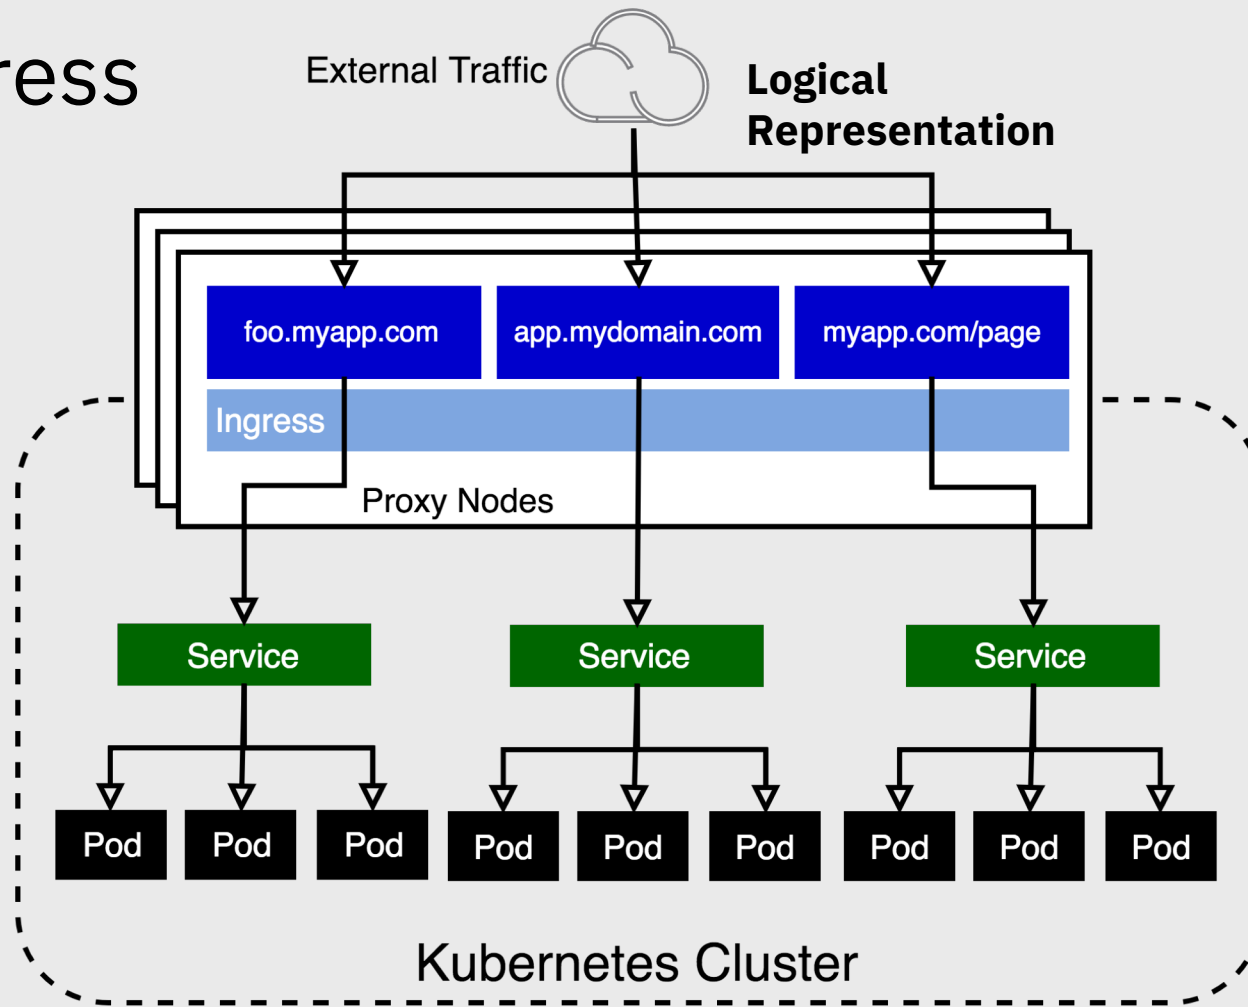 ress
External Traffic
Logical
Representation
foo.myapp.com
app.mydomain.com
myapp.com/page
Ingress
Proxy Nodes
Service
Service
Service
Pod
Pod
Pod
Pod
Pod
Pod
Pod
Pod
Pod
Kubernetes Cluster